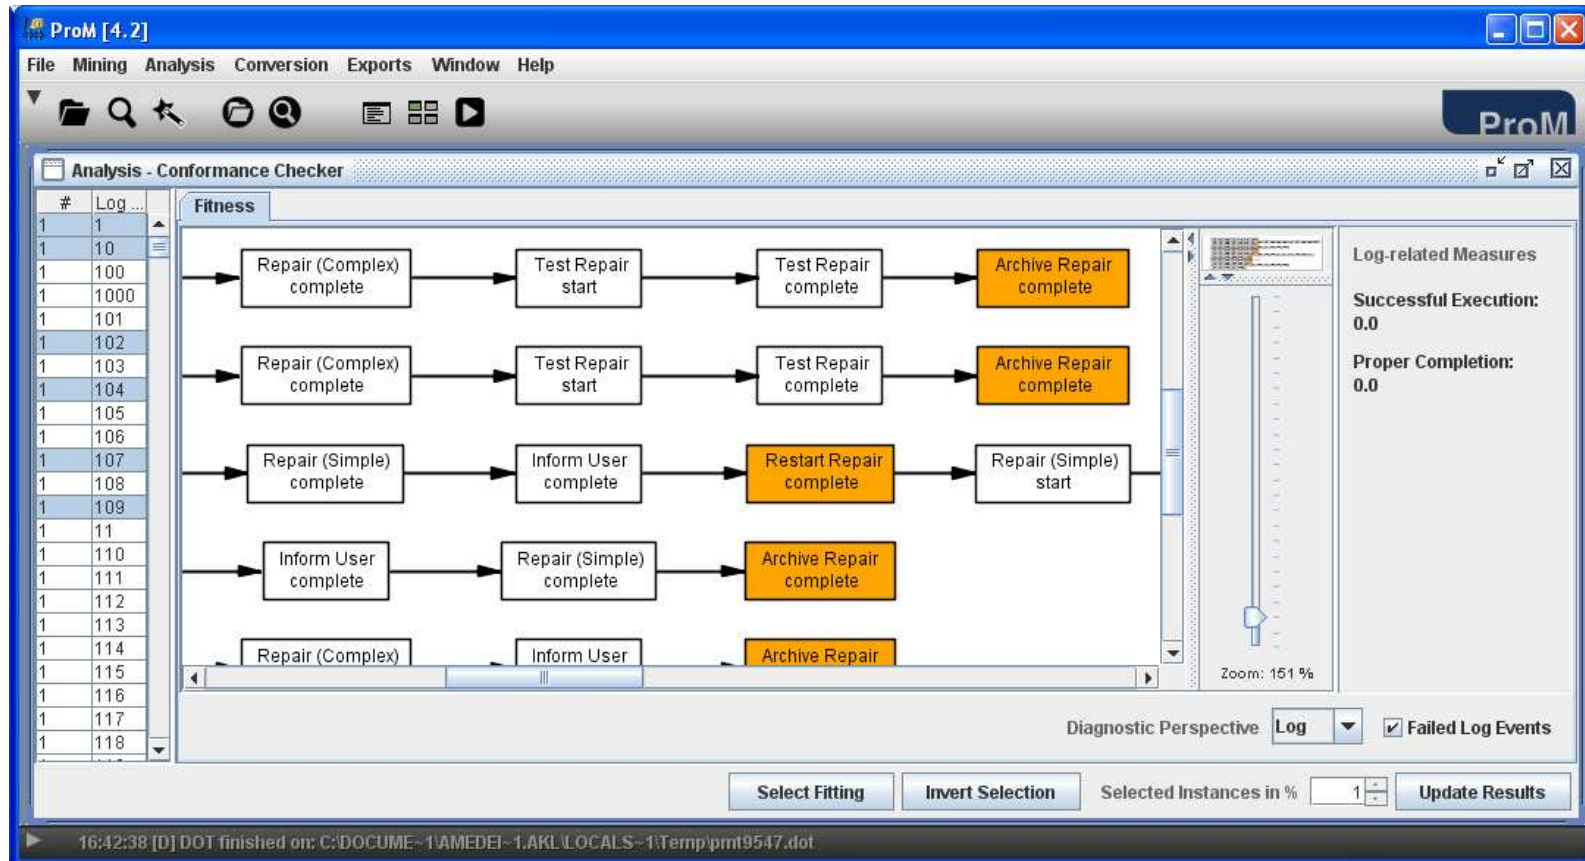 ProM [4.2]
File Mining Analysis Conversion Exports Window Help
ProM
Analysis - Conformance Checker
# Log ...
Fitness
1 1
1 10
1 100
1 1000
1 101
1 102
1 103
1 104
1 105
1 106
1 107
1 108
1 109
1 11
1 110
1 111
1 112
1 113
1 114
1 115
1 116
1 117
1 118
Repair (Complex)
complete
Test Repair
start
Test Repair
complete
Archive Repair
complete
Repair (Complex)
complete
Test Repair
start
Test Repair
complete
Archive Repair
complete
Repair (Simple)
complete
Inform User
complete
Restart Repair
complete
Repair (Simple)
start
Inform User
complete
Repair (Simple)
complete
Archive Repair
complete
Repair (Complex)
Inform User
Archive Repair
Zoom: 151 %
Log-related Measures
Successful Execution:
0.0
Proper Completion:
0.0
Diagnostic Perspective Log Failed Log Events
Select Fitting Invert Selection Selected Instances in % 1 Update Results
16:42:38 [D] DOT finished on: C:\DOCUME~1\AMEDEI~1.AKL\LOCALS~1\Temp\pmt9547.dot